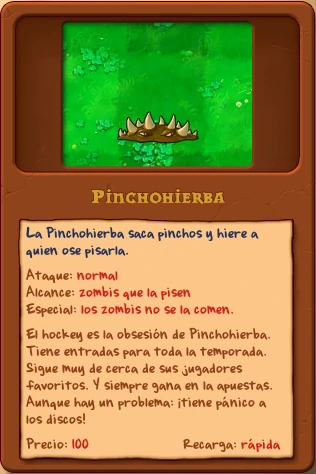 Pinchohierba
La Pinchohierba saca pinchos y hiere a
quien ose pisarla.
Ataque: normal
Alcance: zombis que la pisen
Especial: los zombis no se la comen.
El hockey es la obsesión de Pinchohierba.
Tiene entradas para toda la temporada.
Sigue muy de cerca de sus jugadores
favoritos. Y siempre gana en la apuestas.
Aunque hay un problema: ¡tiene pánico a
los discos!
Precio: 100 Recarga: rápida